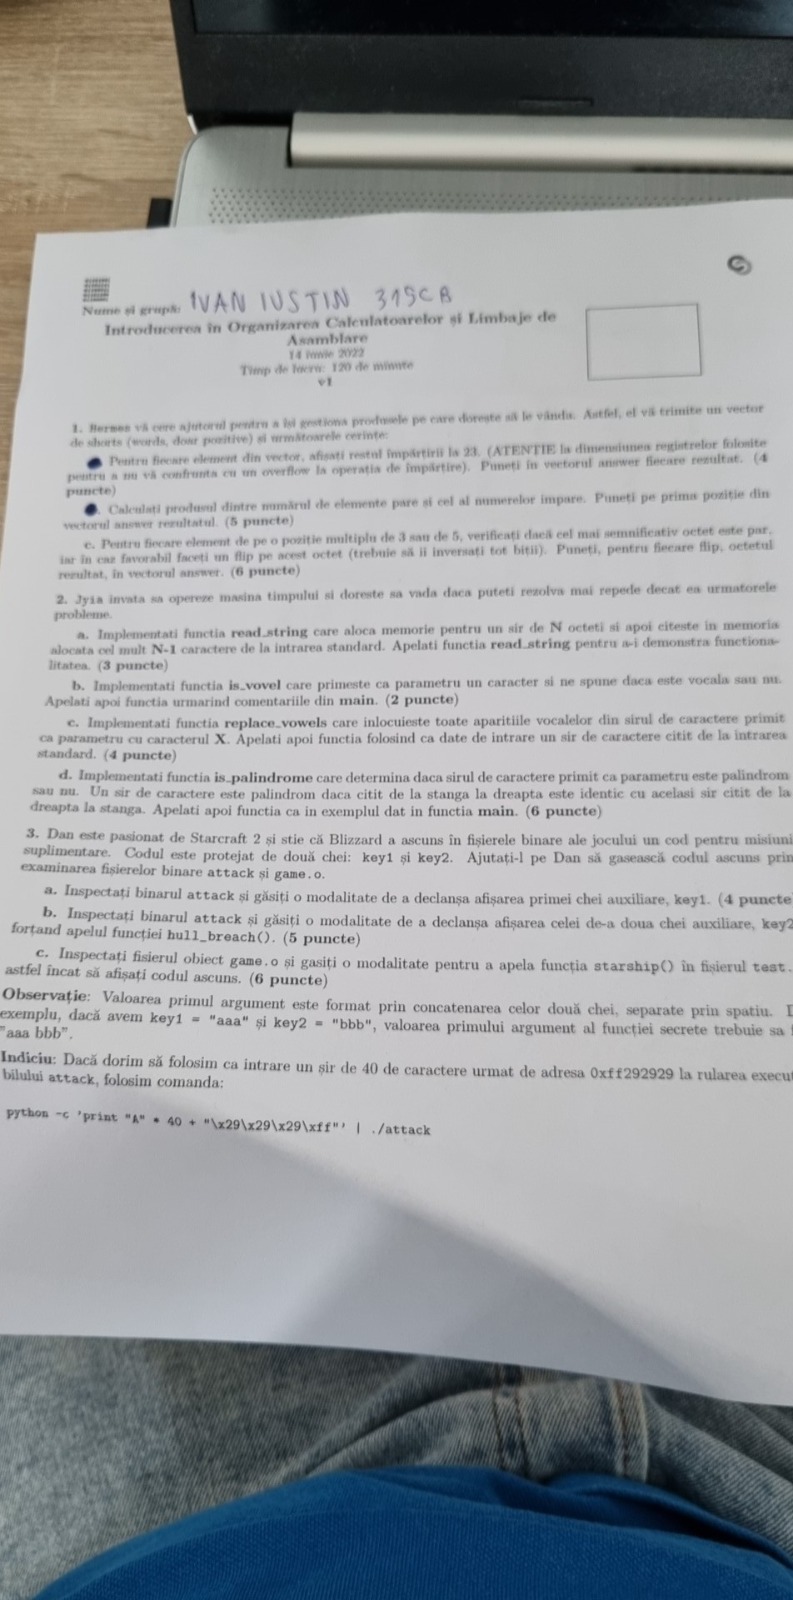 Nume și grupă: IVAN IUSTIN 315CB
Introducerea în Organizarea Calculatoarelor și Limbaje de
Asamblare
14 iunie 2022
Timp de lucru: 120 de minute
v1
1. Hermes vă cere ajutorul pentru a își gestiona produsele pe care dorește să le vândă. Astfel, el vă trimite un vector
de shorts (words, doar pozitive) și următoarele cerințe:
Pentru fiecare element din vector, afișați restul împărțirii la 23. (ATENȚIE la dimensiunea registrelor folosite
pentru a nu vă confrunta cu un overflow la operația de împărțire). Puneți în vectorul answer fiecare rezultat. (4
puncte)
. Calculați produsul dintre numărul de elemente pare și cel al numerelor impare. Puneți pe prima poziție din
vectorul answer rezultatul. (5 puncte)
c. Pentru fiecare element de pe o poziție multiplu de 3 sau de 5, verificați dacă cel mai semnificativ octet este par,
iar în caz favorabil faceți un flip pe acest octet (trebuie să îi inversați tot biții). Puneți, pentru fiecare flip, octetul
rezultat, în vectorul answer. (6 puncte)
2. Jyia invata sa opereze masina timpului si doreste sa vada daca puteti rezolva mai repede decat ea urmatorele
probleme.
a. Implementati functia read_string care aloca memorie pentru un sir de N octeti si apoi citeste in memoria
alocata cel mult N-1 caractere de la intrarea standard. Apelati functia read_string pentru a-i demonstra functiona-
litatea. (3 puncte)
b. Implementati functia is_vovel care primeste ca parametru un caracter si ne spune daca este vocala sau nu.
Apelati apoi functia urmarind comentariile din main. (2 puncte)
c. Implementati functia replace_vowels care inlocuieste toate aparitiile vocalelor din sirul de caractere primit
ca parametru cu caracterul X. Apelati apoi functia folosind ca date de intrare un sir de caractere citit de la intrarea
standard. (4 puncte)
d. Implementati functia is_palindrome care determina daca sirul de caractere primit ca parametru este palindrom
sau nu. Un sir de caractere este palindrom daca citit de la stanga la dreapta este identic cu acelasi sir citit de la
dreapta la stanga. Apelati apoi functia ca in exemplul dat in functia main. (6 puncte)
3. Dan este pasionat de Starcraft 2 și stie că Blizzard a ascuns în fișierele binare ale jocului un cod pentru misiuni
suplimentare. Codul este protejat de două chei: key1 și key2. Ajutați-l pe Dan să gasească codul ascuns prin
examinarea fișierelor binare attack și game.o.
a. Inspectați binarul attack și găsiți o modalitate de a declanșa afișarea primei chei auxiliare, key1. (4 puncte
b. Inspectați binarul attack și găsiți o modalitate de a declanșa afișarea celei de-a doua chei auxiliare, key2
forțand apelul funcției hull_breach(). (5 puncte)
c. Inspectați fisierul obiect game.o și gasiți o modalitate pentru a apela funcția starship() în fișierul test.
astfel încat să afișați codul ascuns. (6 puncte)
Observație: Valoarea primul argument este format prin concatenarea celor două chei, separate prin spatiu.
exemplu, dacă avem key1 = "aaa" și key2 = "bbb", valoarea primului argument al funcției secrete trebuie sa
"aaa bbb".
Indiciu: Dacă dorim să folosim ca intrare un șir de 40 de caractere urmat de adresa 0xff292929 la rularea execu
bilului attack, folosim comanda:
python -c 'print "A" * 40 + "\x29\x29\x29\xff"' | ./attack